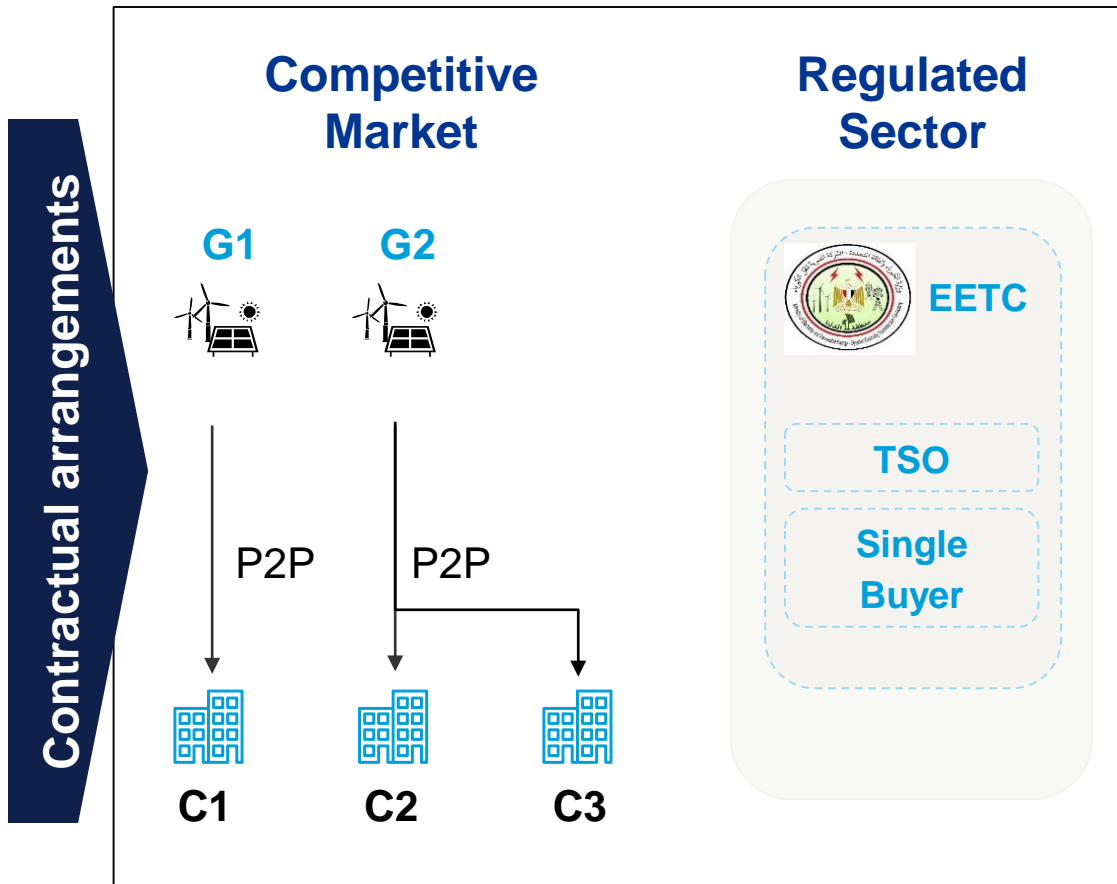 Contractual arrangements
Competitive
Market
Regulated
Sector
G1
G2
EETC
TSO
Single
Buyer
P2P
P2P
C1
C2
C3